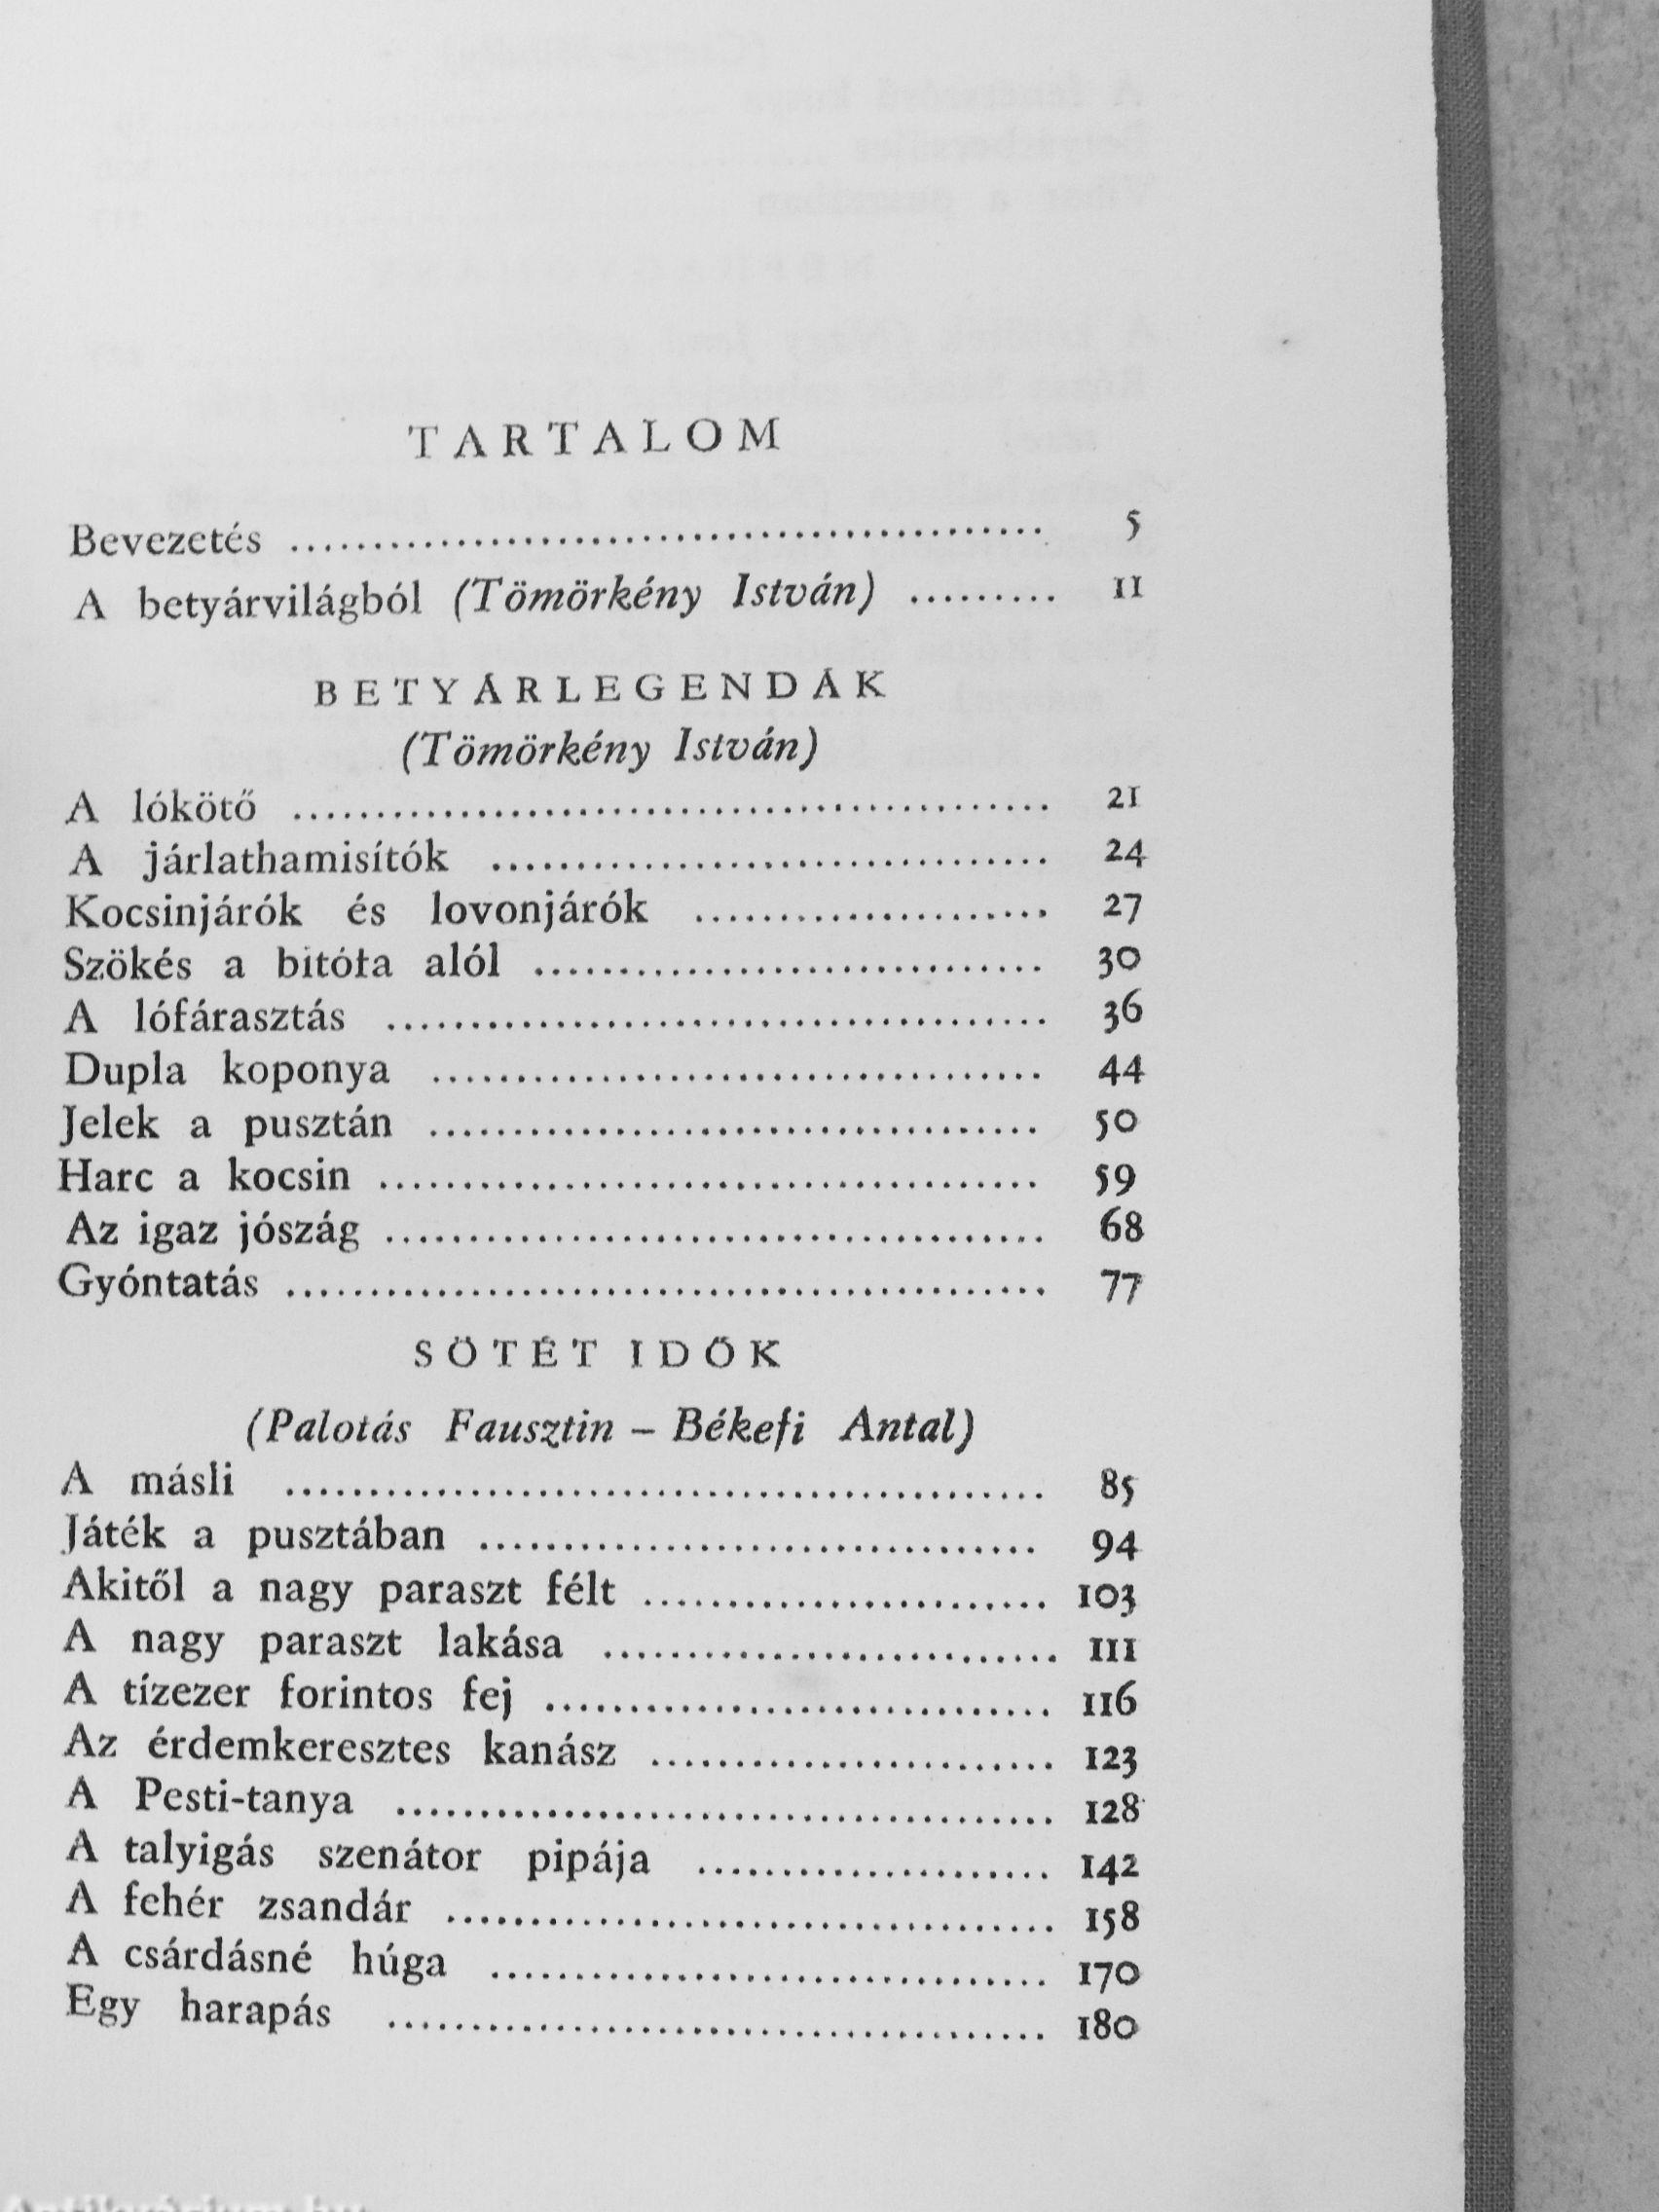 TARTALOM
Bevezetés ........ 5
A betyárvilágból (Tömörkény István) ........ 11
BETYÁRLEGENDÁK
(Tömörkény István)
A lókötő ........ 21
A járlathamisítók ........ 24
Kocsinjárók és lovonjárók ........ 27
Szökés a bitófa alól ........ 30
A lófárasztás ........ 36
Dupla koponya ........ 44
Jelek a pusztán ........ 50
Harc a kocsin ........ 59
Az igaz jószág ........ 68
Gyóntatás ........ 77
SÖTÉT IDŐK
(Palotás Fausztin – Békefi Antal)
A másli ........ 85
Játék a pusztában ........ 94
Akitől a nagy paraszt félt ........ 103
A nagy paraszt lakása ........ 111
A tízezer forintos fej ........ 116
Az érdemkeresztes kanász ........ 123
A Pesti-tanya ........ 128
A talyigás szenátor pipája ........ 142
A fehér zsandár ........ 158
A csárdásné húga ........ 170
Egy harapás ........ 180